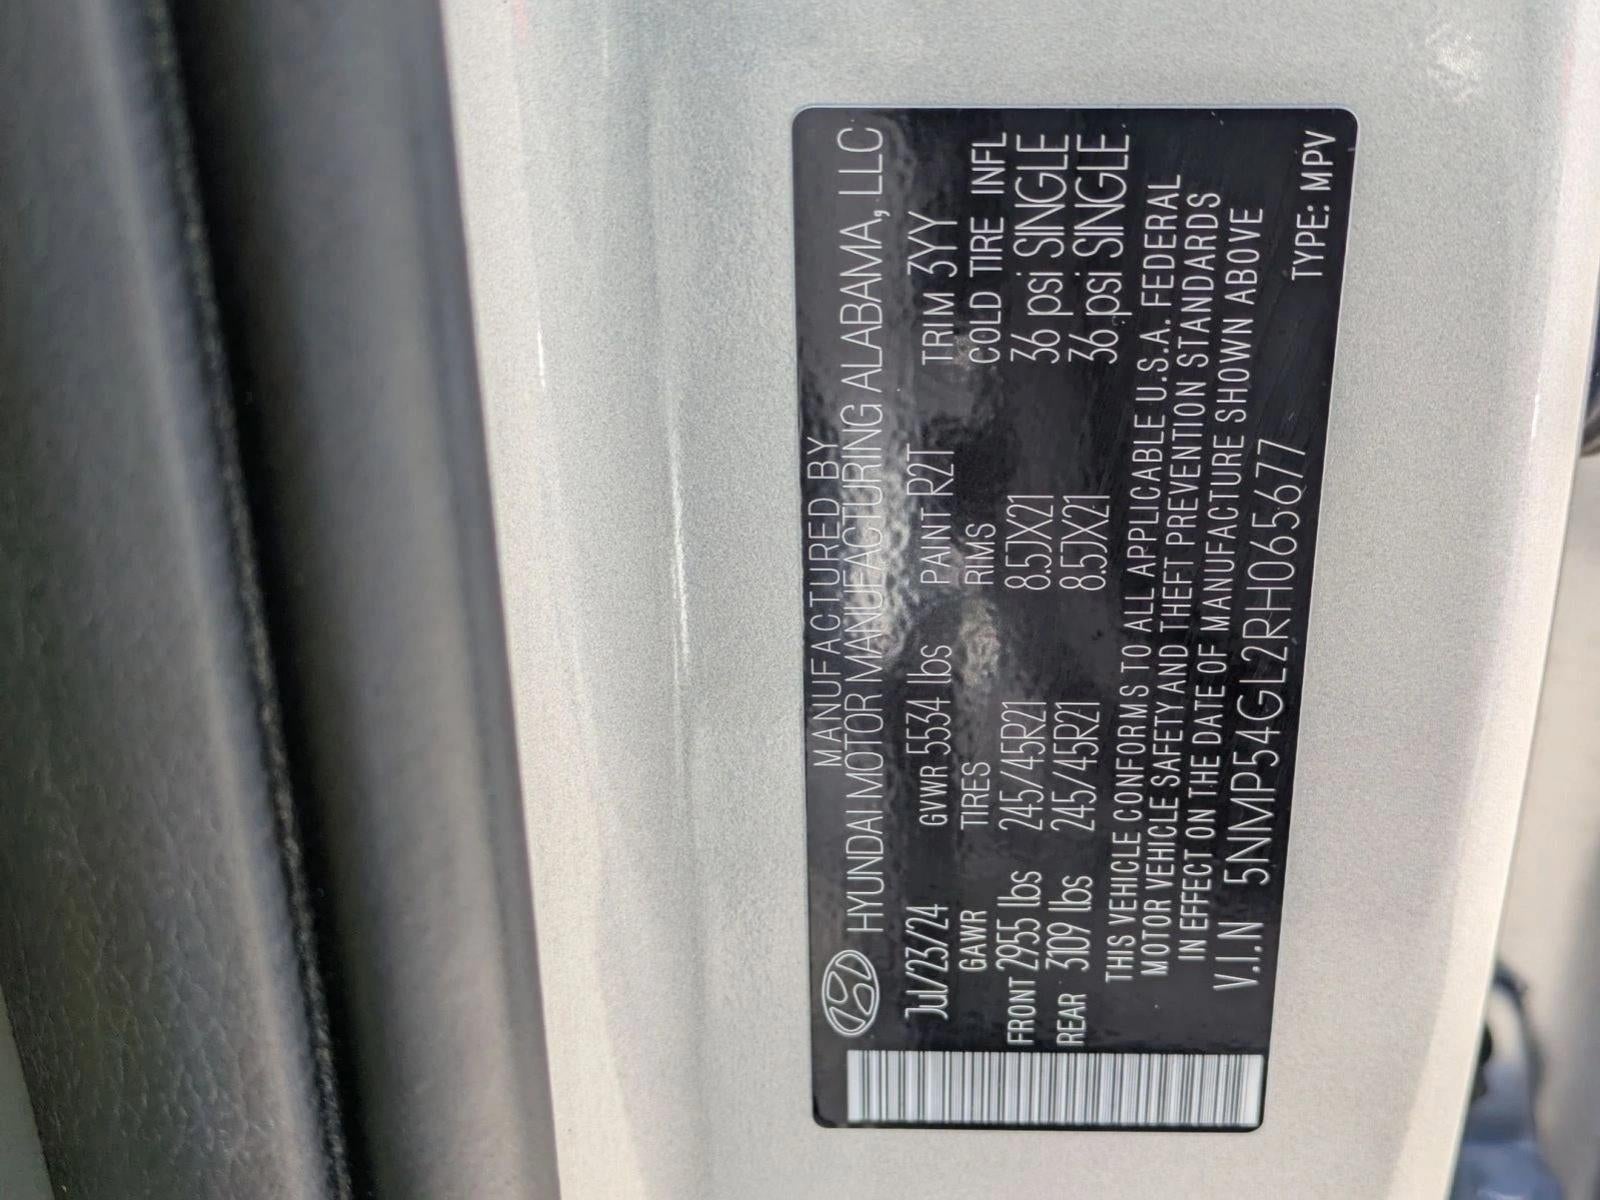 MANUFACTURED BY
HYUNDAI MOTOR MANUFACTURING ALABAMA, LLC
Jul/23/24 GVWR 5534 lbs PAINT R2T TRIM 3YY
GAWR TIRES RIMS COLD TIRE INFL
FRONT 2955 lbs 245/45R21 8.5JX21 36 psi SINGLE
REAR 3109 lbs 245/45R21 8.5JX21 36 psi SINGLE
THIS VEHICLE CONFORMS TO ALL APPLICABLE U.S.A. FEDERAL
MOTOR VEHICLE SAFETY AND THEFT PREVENTION STANDARDS
IN EFFECT ON THE DATE OF MANUFACTURE SHOWN ABOVE
V.I.N 5NMP54GL2RH065677
TYPE: MPV